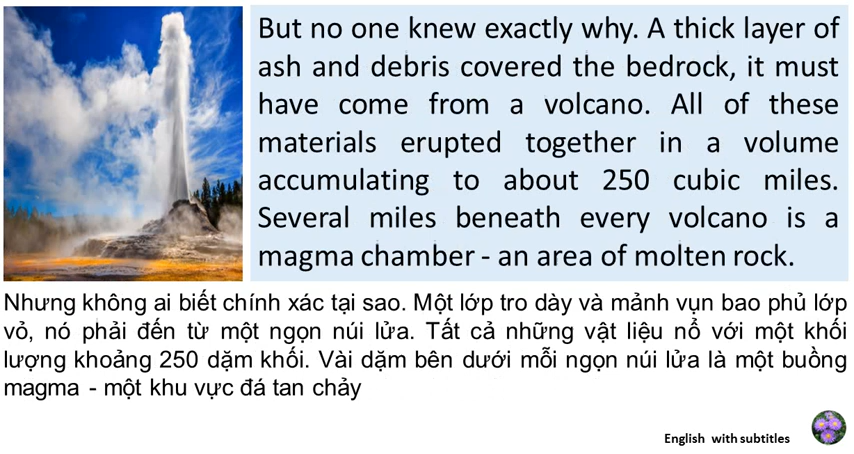 But no one knew exactly why. A thick layer of
ash and debris covered the bedrock, it must
have come from a volcano. All of these
materials erupted together in a volume
accumulating to about 250 cubic miles.
Several miles beneath every volcano is a
magma chamber - an area of molten rock.
Nhưng không ai biết chính xác tại sao. Một lớp tro dày và mảnh vụn bao phủ lớp
vỏ, nó phải đến từ một ngọn núi lửa. Tất cả những vật liệu nổ với một khối
lượng khoảng 250 dặm khối. Vài dặm bên dưới mỗi ngọn núi lửa là một buồng
magma - một khu vực đá tan chảy
English with subtitles